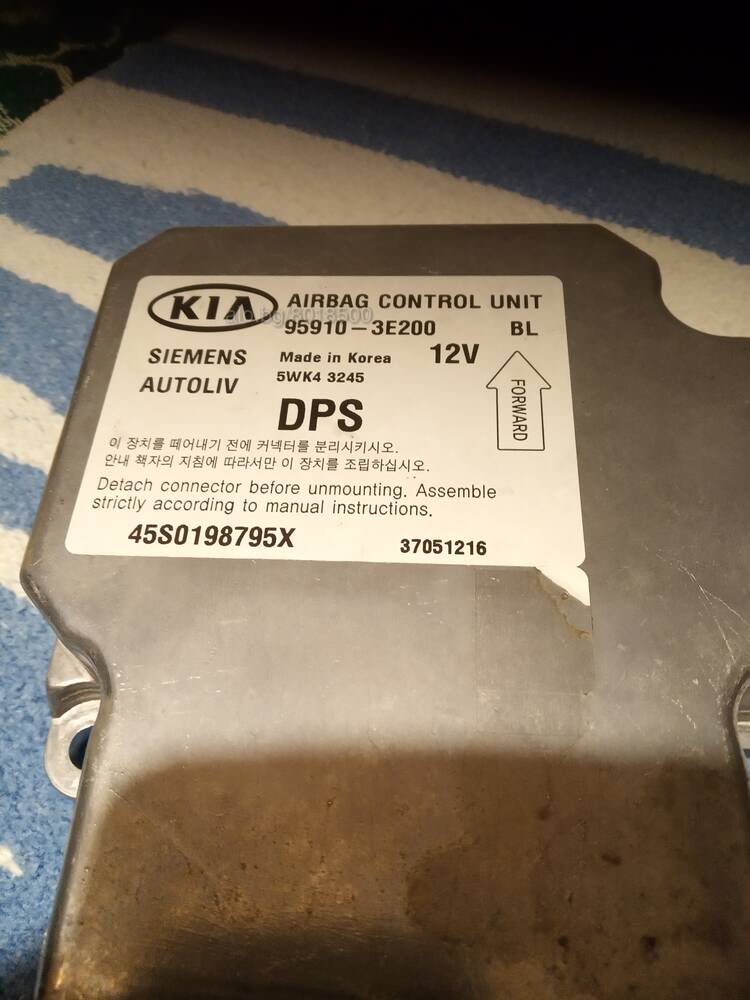 KIA AIRBAG CONTROL UNIT
95910-3E200 BL
alo.bg/8018500
SIEMENS Made in Korea 12V
AUTOLIV 5WK4 3245
FORWARD
DPS
이 장치를 떼어내기 전에 커넥터를 분리시키시오.
안내 책자의 지침에 따라서만 이 장치를 조립하십시오.
Detach connector before unmounting. Assemble
strictly according to manual instructions.
45S0198795X 37051216